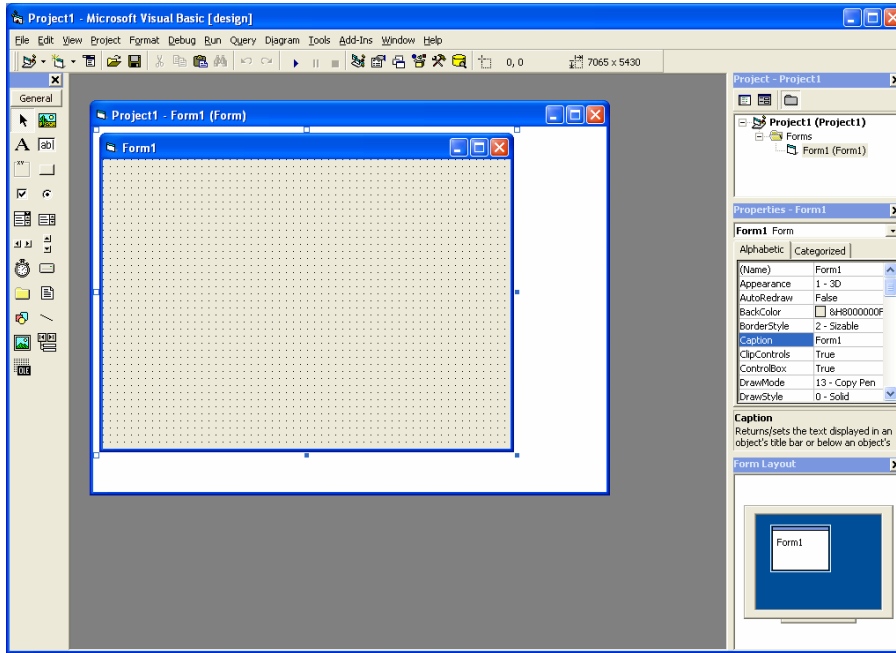 Project1 - Microsoft Visual Basic [design]
File Edit View Project Format Debug Run Query Diagram Tools Add-Ins Window Help
0, 0 7065 x 5430
General
A ab|
xv
OLE
Project1 - Form1 (Form)
Form1
Project - Project1
Project1 (Project1)
Forms
Form1 (Form1)
Properties - Form1
Form1 Form
Alphabetic Categorized
(Name) Form1
Appearance 1 - 3D
AutoRedraw False
BackColor &H8000000F
BorderStyle 2 - Sizable
Caption Form1
ClipControls True
ControlBox True
DrawMode 13 - Copy Pen
DrawStyle 0 - Solid
Caption
Returns/sets the text displayed in an
object's title bar or below an object's
Form Layout
Form1